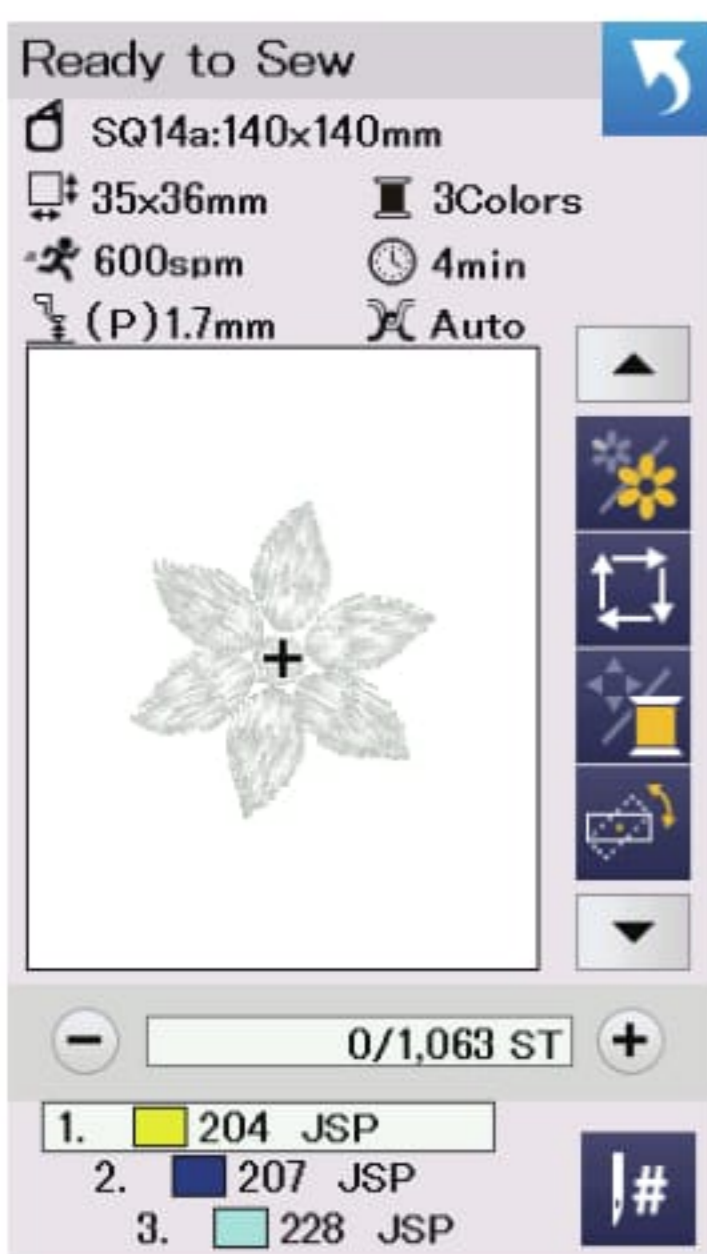 Ready to Sew
SQ14a:140x140mm
35x36mm 3Colors
600spm 4min
(P)1.7mm Auto
0/1,063 ST
1. 204 JSP
2. 207 JSP
3. 228 JSP
#